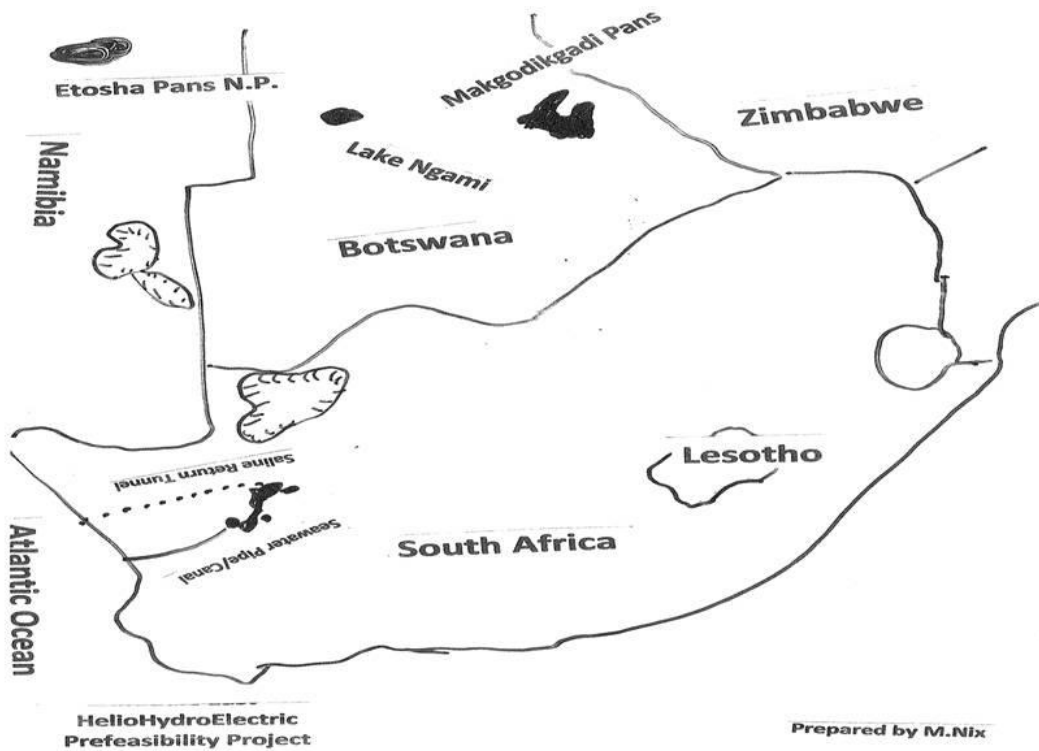 Etosha Pans N.P.
Makgodikgadi Pans
Zimbabwe
Namibia
Lake Ngami
Botswana
Saline Return Tunnel
Lesotho
Seawater Pipe/Canal
South Africa
Atlantic Ocean
HelioHydroElectric
Prefeasibility Project
Prepared by M.Nix